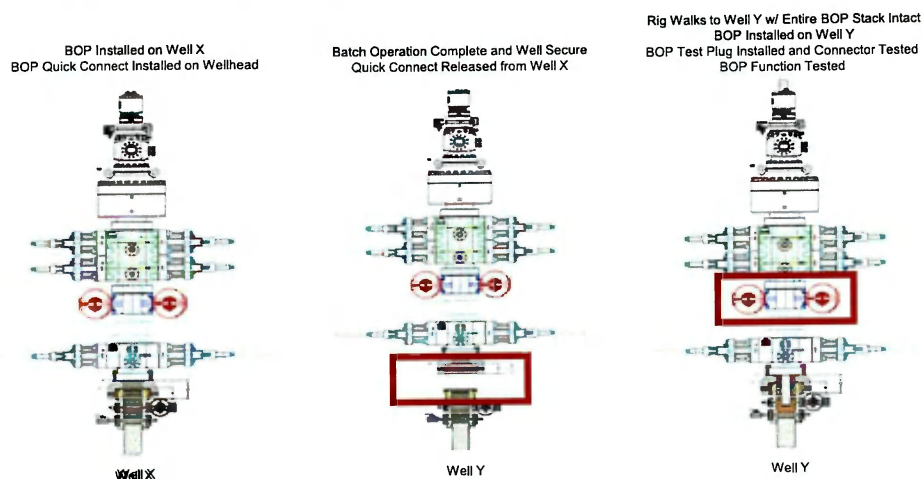 BOP Installed on Well X
BOP Quick Connect Installed on Wellhead
Batch Operation Complete and Well Secure
Quick Connect Released from Well X
Rig Walks to Well Y w/ Entire BOP Stack Intact
BOP Installed on Well Y
BOP Test Plug Installed and Connector Tested
BOP Function Tested
Well X
Well Y
Well Y